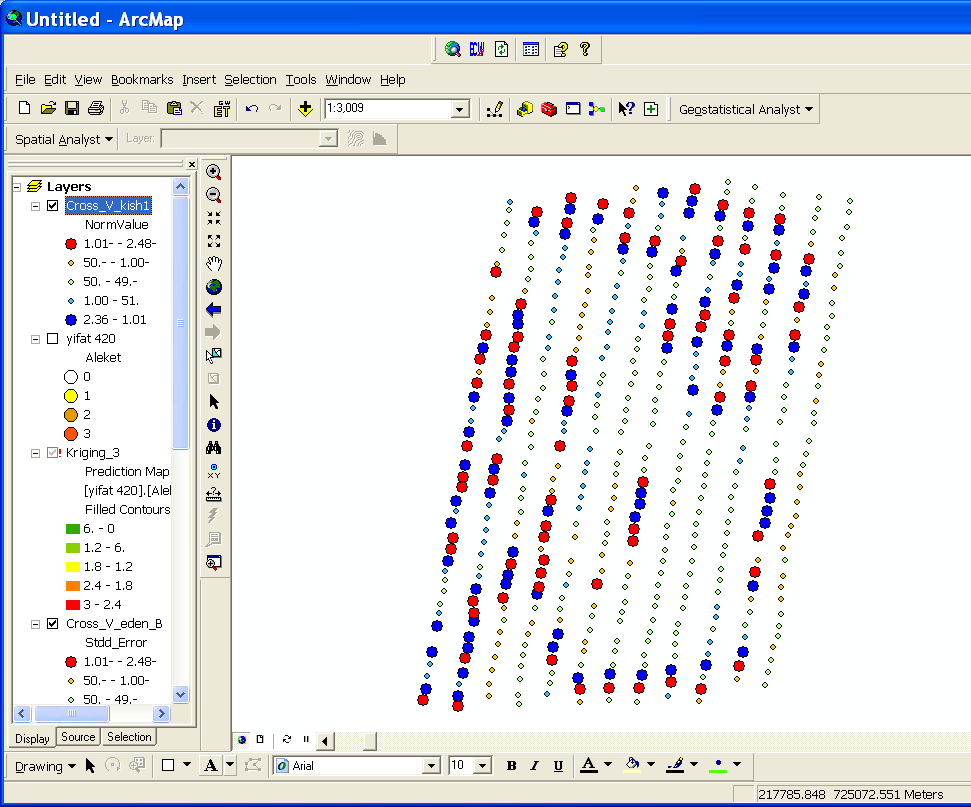 Untitled - ArcMap
File Edit View Bookmarks Insert Selection Tools Window Help
1:3,009
Geostatistical Analyst
Spatial Analyst
Layer:
Layers
Cross_V_kish1
NormValue
1.01- - 2.48-
50.- - 1.00-
50. - 49.-
1.00 - 51.
2.36 - 1.01
yifat 420
Aleket
0
1
2
3
Kriging_3
Prediction Map
[yifat 420].[Alel
Filled Contours
6. - 0
1.2 - 6.
1.8 - 1.2
2.4 - 1.8
3 - 2.4
Cross_V_eden_B
Stdd_Error
1.01- - 2.48-
50.- - 1.00-
50. - 49.-
Display Source Selection
Drawing
A
Arial
10
B I U
A
217785.848 725072.551 Meters